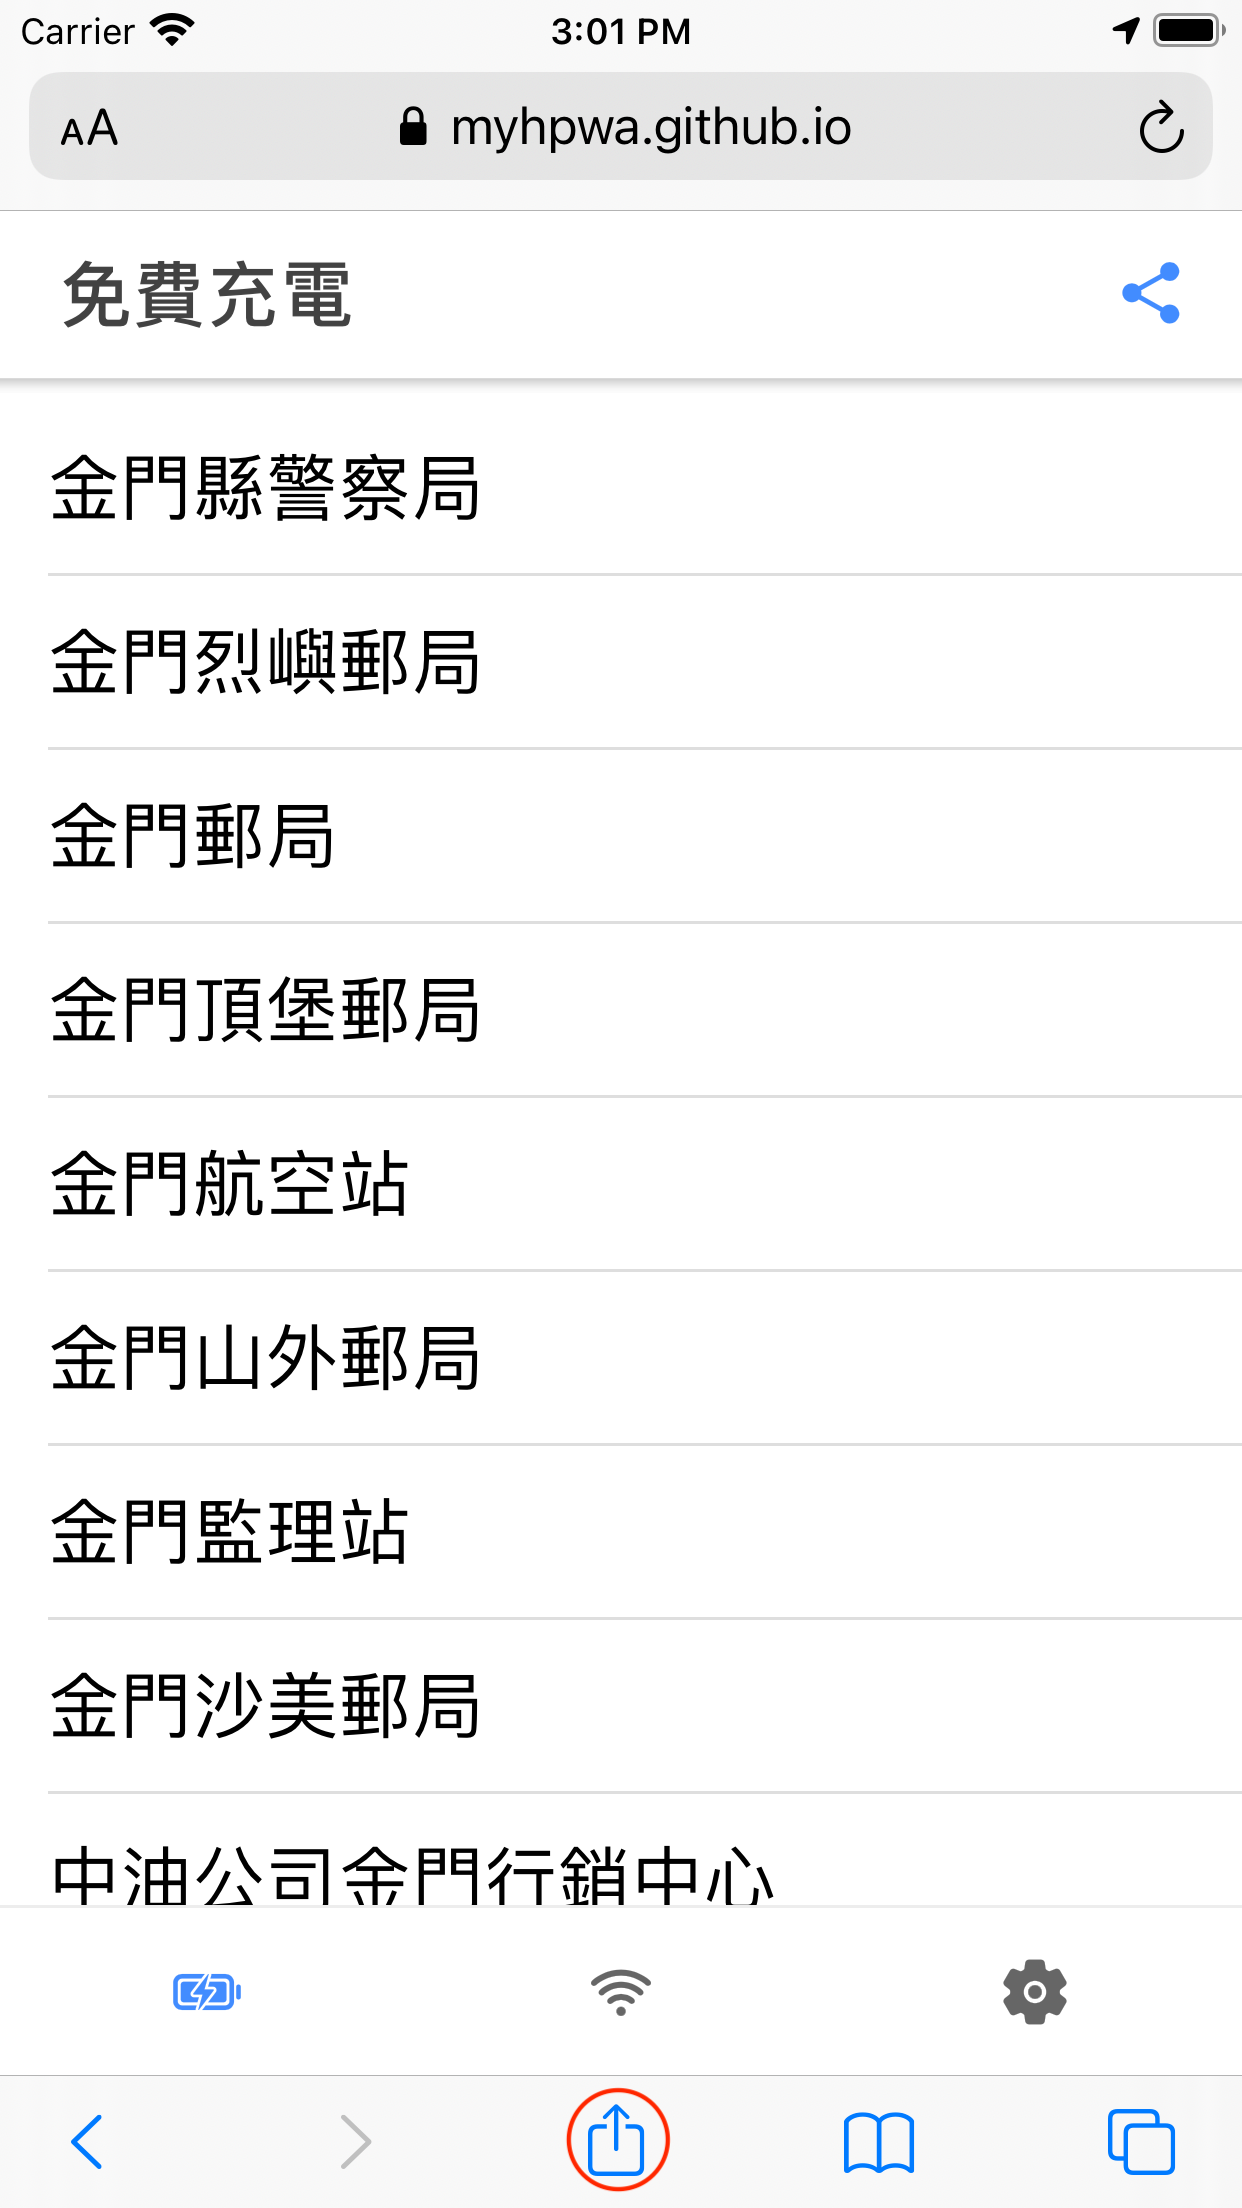 Carrier 3:01 PM
AA myhpwa.github.io
免費充電
金門縣警察局
金門烈嶼郵局
金門郵局
金門頂堡郵局
金門航空站
金門山外郵局
金門監理站
金門沙美郵局
中油公司金門行銷中心